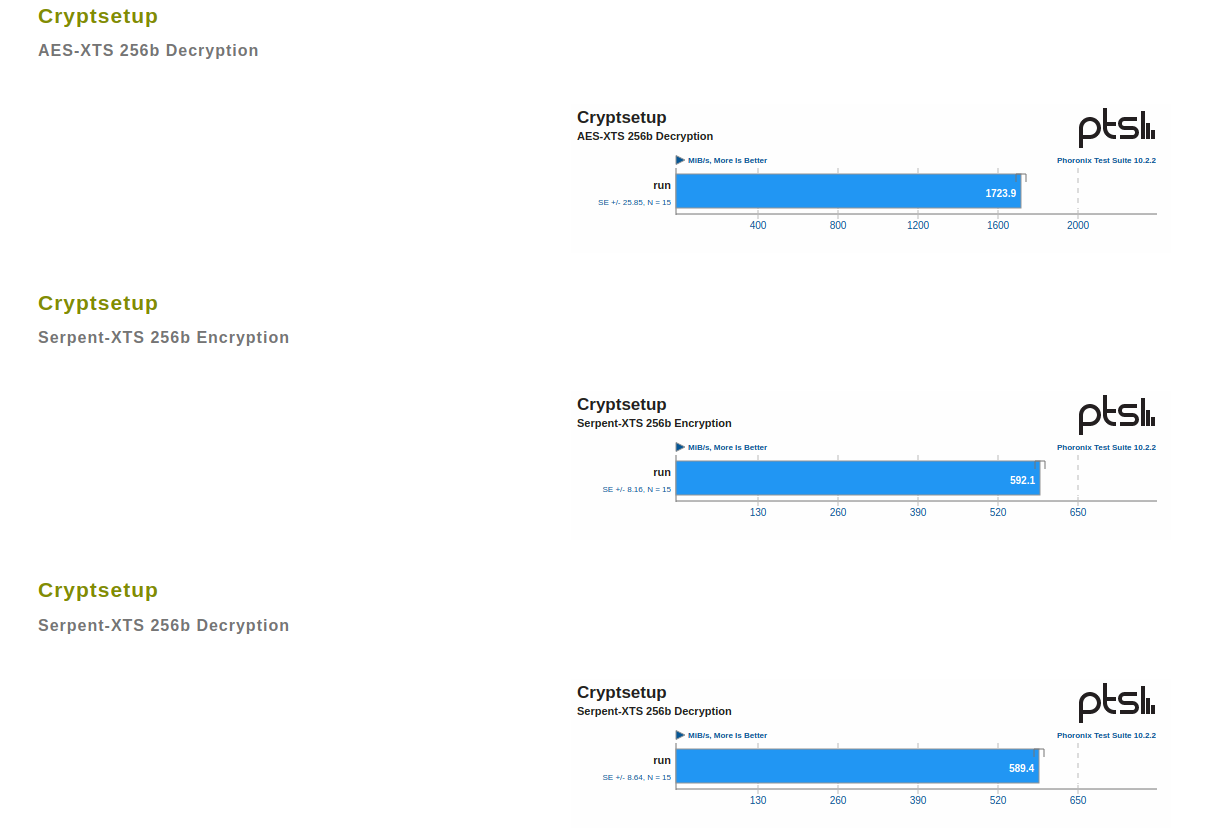 Cryptsetup
AES-XTS 256b Decryption
Cryptsetup
AES-XTS 256b Decryption
ptsl
MiB/s, More Is Better
Phoronix Test Suite 10.2.2
run
SE +/- 25.85, N = 15
1723.9
400 800 1200 1600 2000
Cryptsetup
Serpent-XTS 256b Encryption
Cryptsetup
Serpent-XTS 256b Encryption
ptsl
MiB/s, More Is Better
Phoronix Test Suite 10.2.2
run
SE +/- 8.16, N = 15
592.1
130 260 390 520 650
Cryptsetup
Serpent-XTS 256b Decryption
Cryptsetup
Serpent-XTS 256b Decryption
ptsl
MiB/s, More Is Better
Phoronix Test Suite 10.2.2
run
SE +/- 8.64, N = 15
589.4
130 260 390 520 650